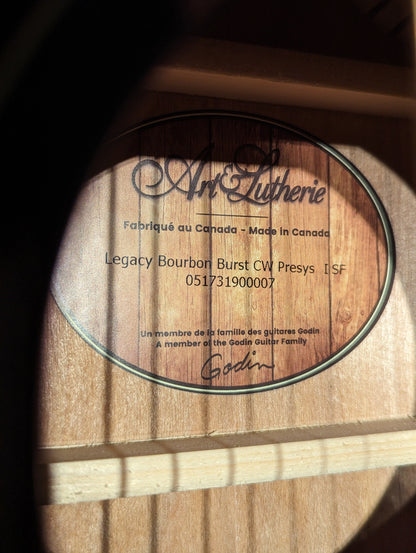 Art & Lutherie
Fabriqué au Canada - Made in Canada
Legacy Bourbon Burst CW Presys I SF
051731900007
Un membre de la famille des guitares Godin
A member of the Godin Guitar Family
Godin